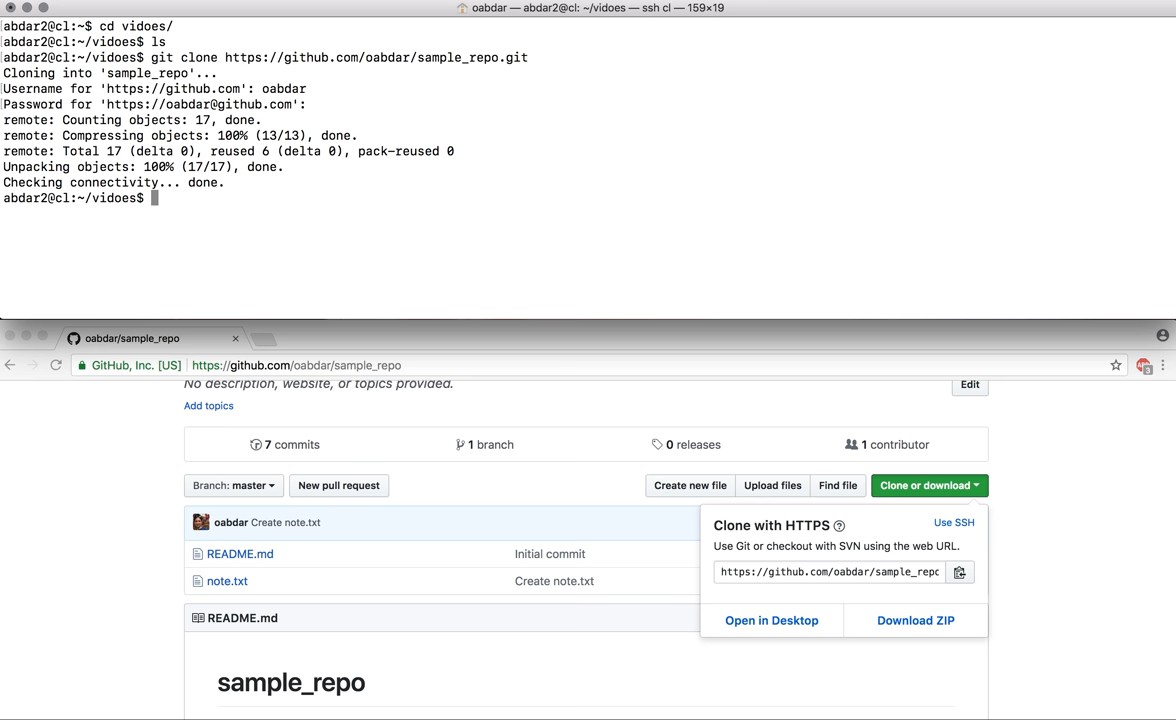 oabdar — abdar2@cl: ~/vidoes — ssh cl — 159×19
abdar2@cl:~$ cd vidoes/
abdar2@cl:~/vidoes$ ls
abdar2@cl:~/vidoes$ git clone https://github.com/oabdar/sample_repo.git
Cloning into 'sample_repo'...
Username for 'https://github.com': oabdar
Password for 'https://oabdar@github.com':
remote: Counting objects: 17, done.
remote: Compressing objects: 100% (13/13), done.
remote: Total 17 (delta 0), reused 6 (delta 0), pack-reused 0
Unpacking objects: 100% (17/17), done.
Checking connectivity... done.
abdar2@cl:~/vidoes$
oabdar/sample_repo
GitHub, Inc. [US] https://github.com/oabdar/sample_repo
ABP 3
No description, website, or topics provided. Edit
Add topics
7 commits 1 branch 0 releases 1 contributor
Branch: master New pull request Create new file Upload files Find file Clone or download
oabdar Create note.txt
README.md Initial commit
note.txt Create note.txt
Clone with HTTPS ? Use SSH
Use Git or checkout with SVN using the web URL.
https://github.com/oabdar/sample_repo
Open in Desktop Download ZIP
README.md
sample_repo